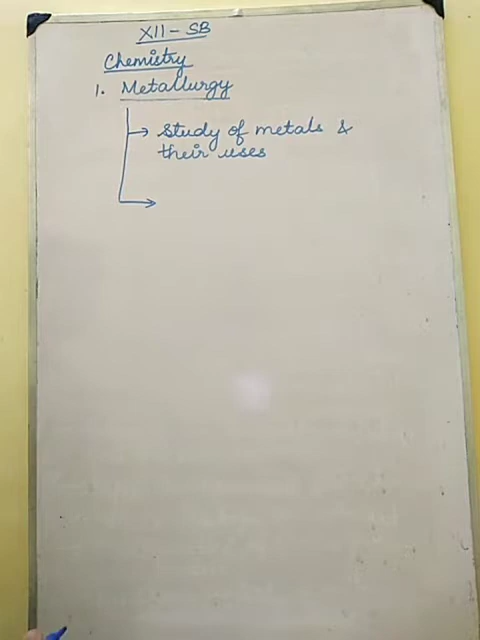 XII - SB
Chemistry
1. Metallurgy
Study of metals &
their uses